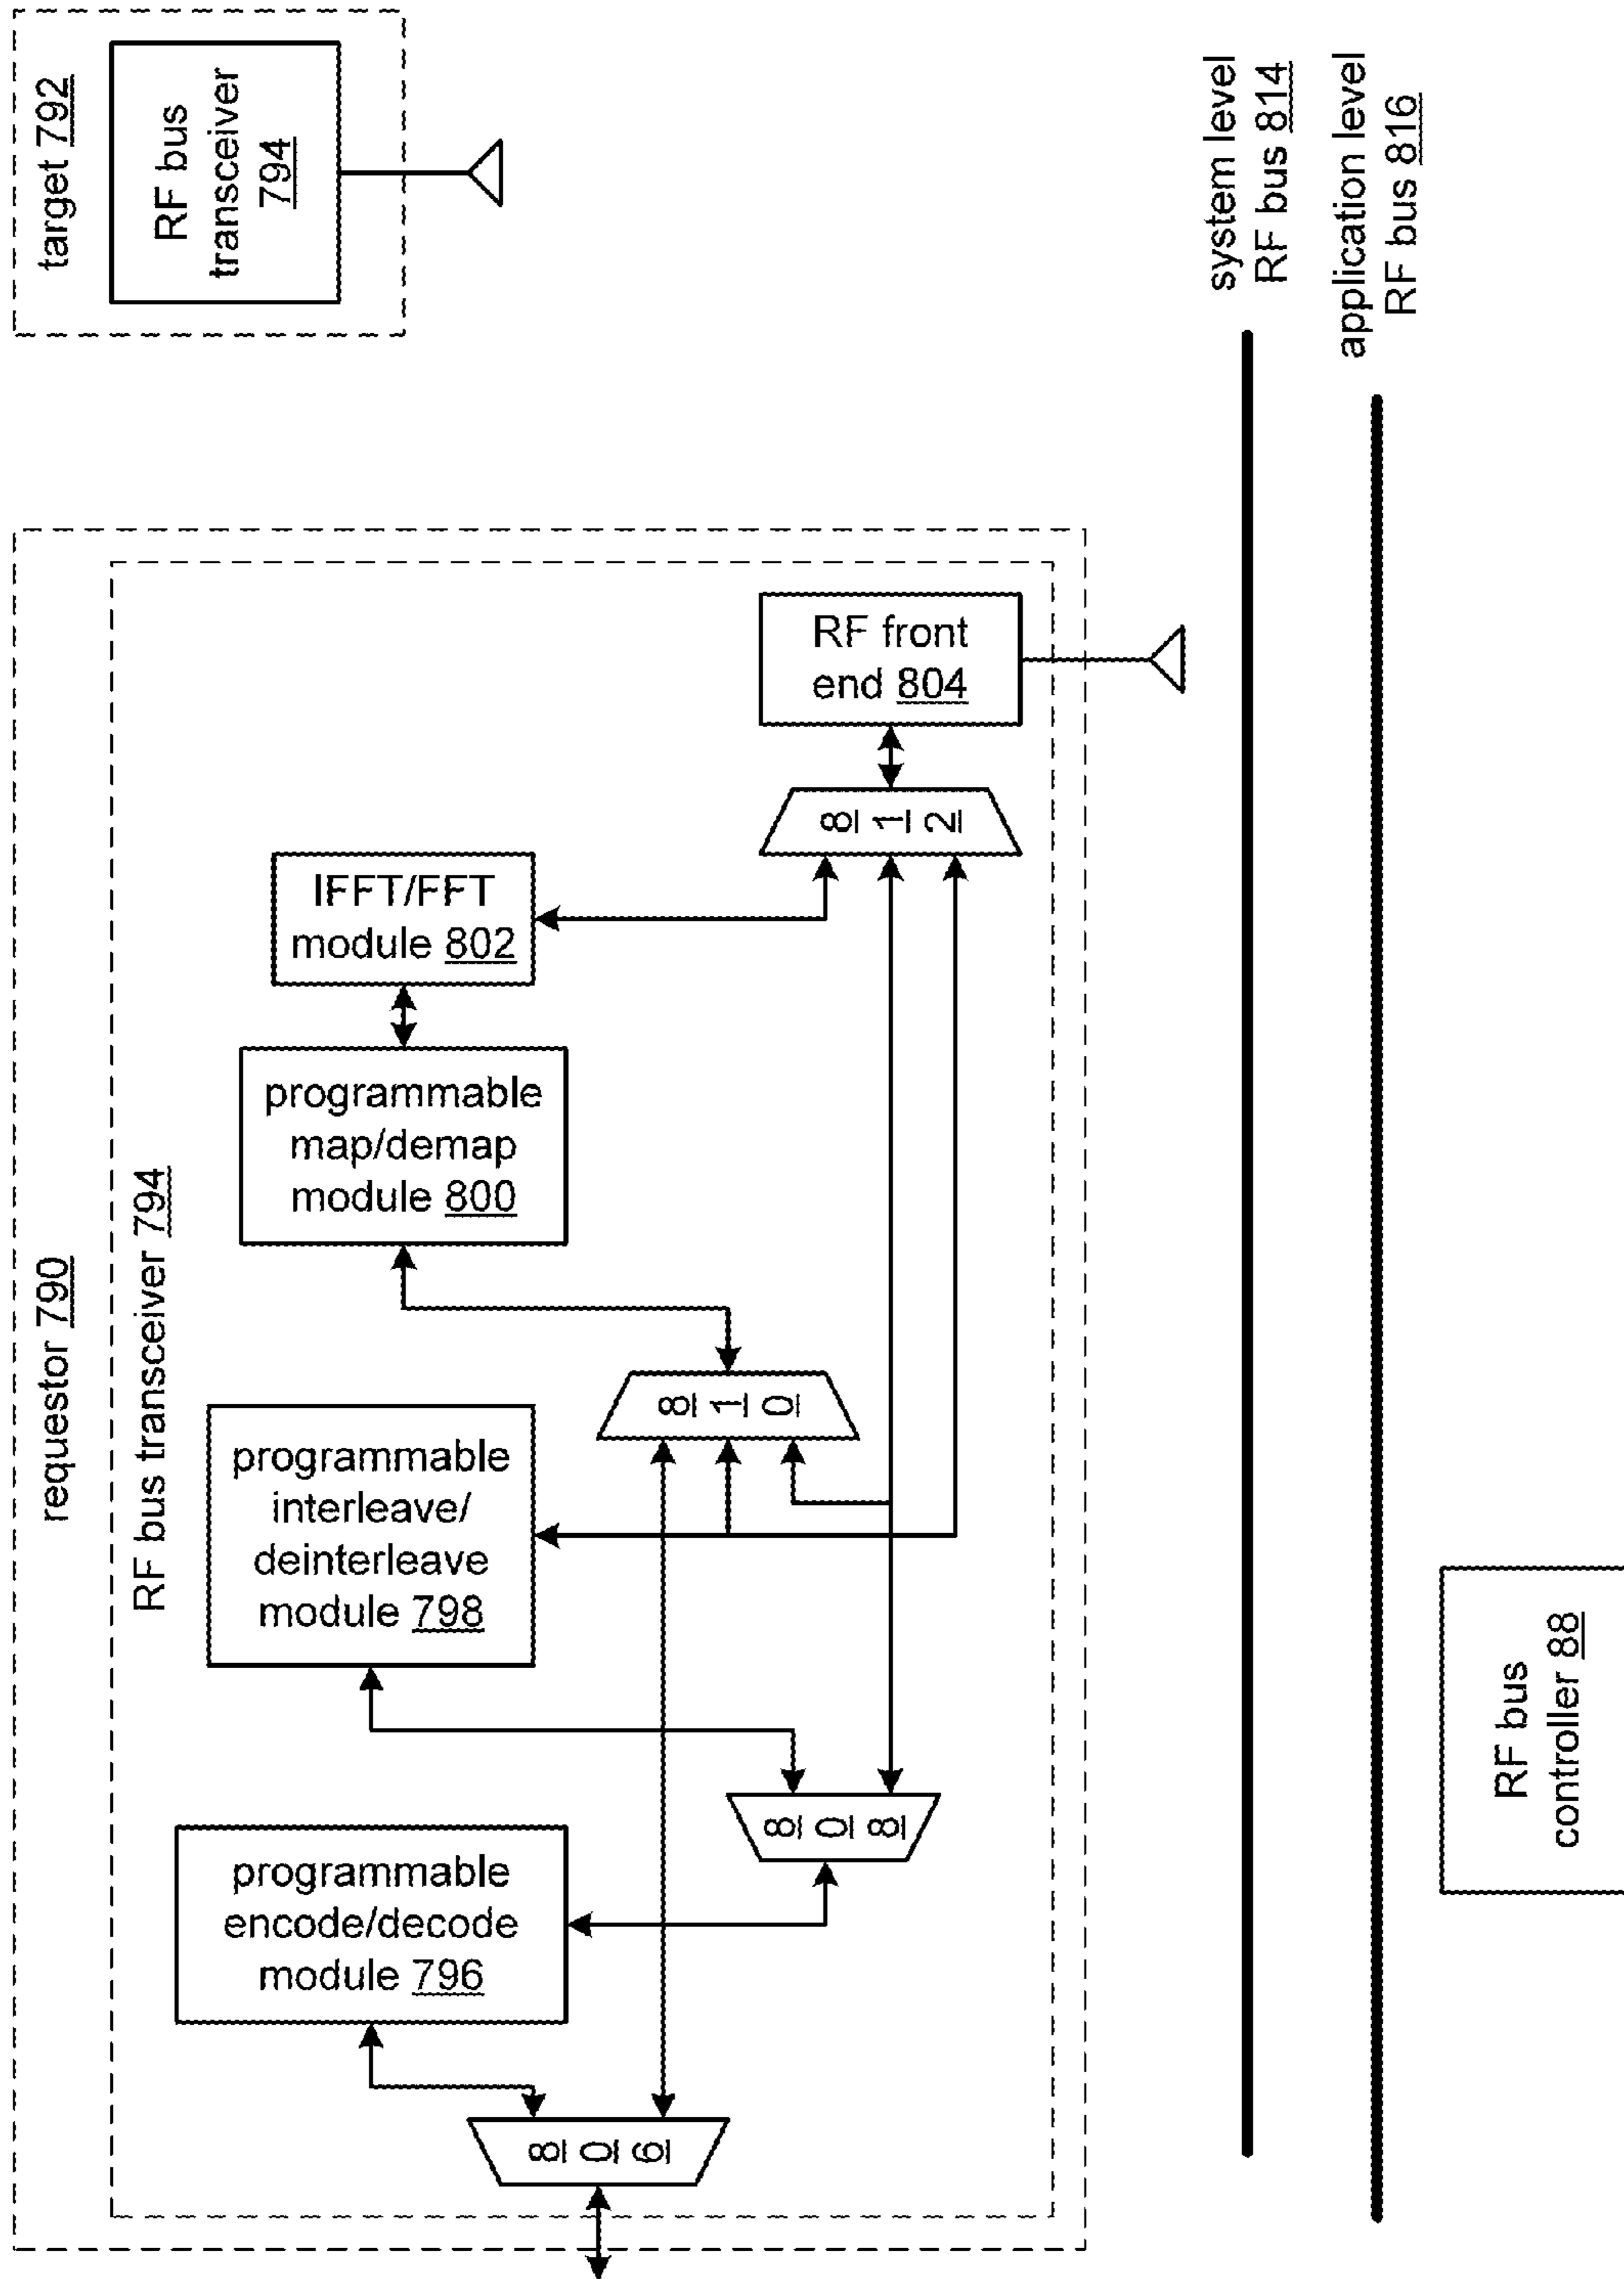 requestor 790
RF bus transceiver 794
programmable
encode/decode
module 796
programmable
interleave/
deinterleave
module 798
programmable
map/demap
module 800
IFFT/FFT
module 802
RF front
end 804
806
808
810
812
target 792
RF bus
transceiver
794
system level
RF bus 814
application level
RF bus 816
RF bus
controller 88